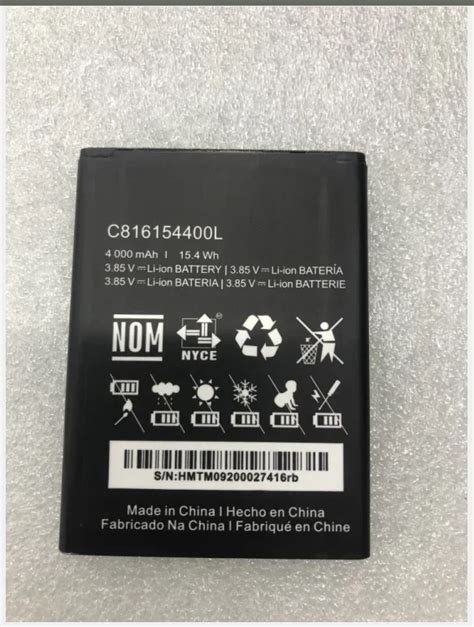 C816154400L
4 000 mAh I 15.4 Wh
3.85 V ⎓ Li-ion BATTERY | 3.85 V ⎓ Li-ion BATERÍA
3.85 V ⎓ Li-ion BATERIA | 3.85 V ⎓ Li-ion BATTERIE
NOM
NYCE
S/N:HMTM09200027416rb
Made in China I Hecho en China
Fabricado Na China I Fabriqué en Chine